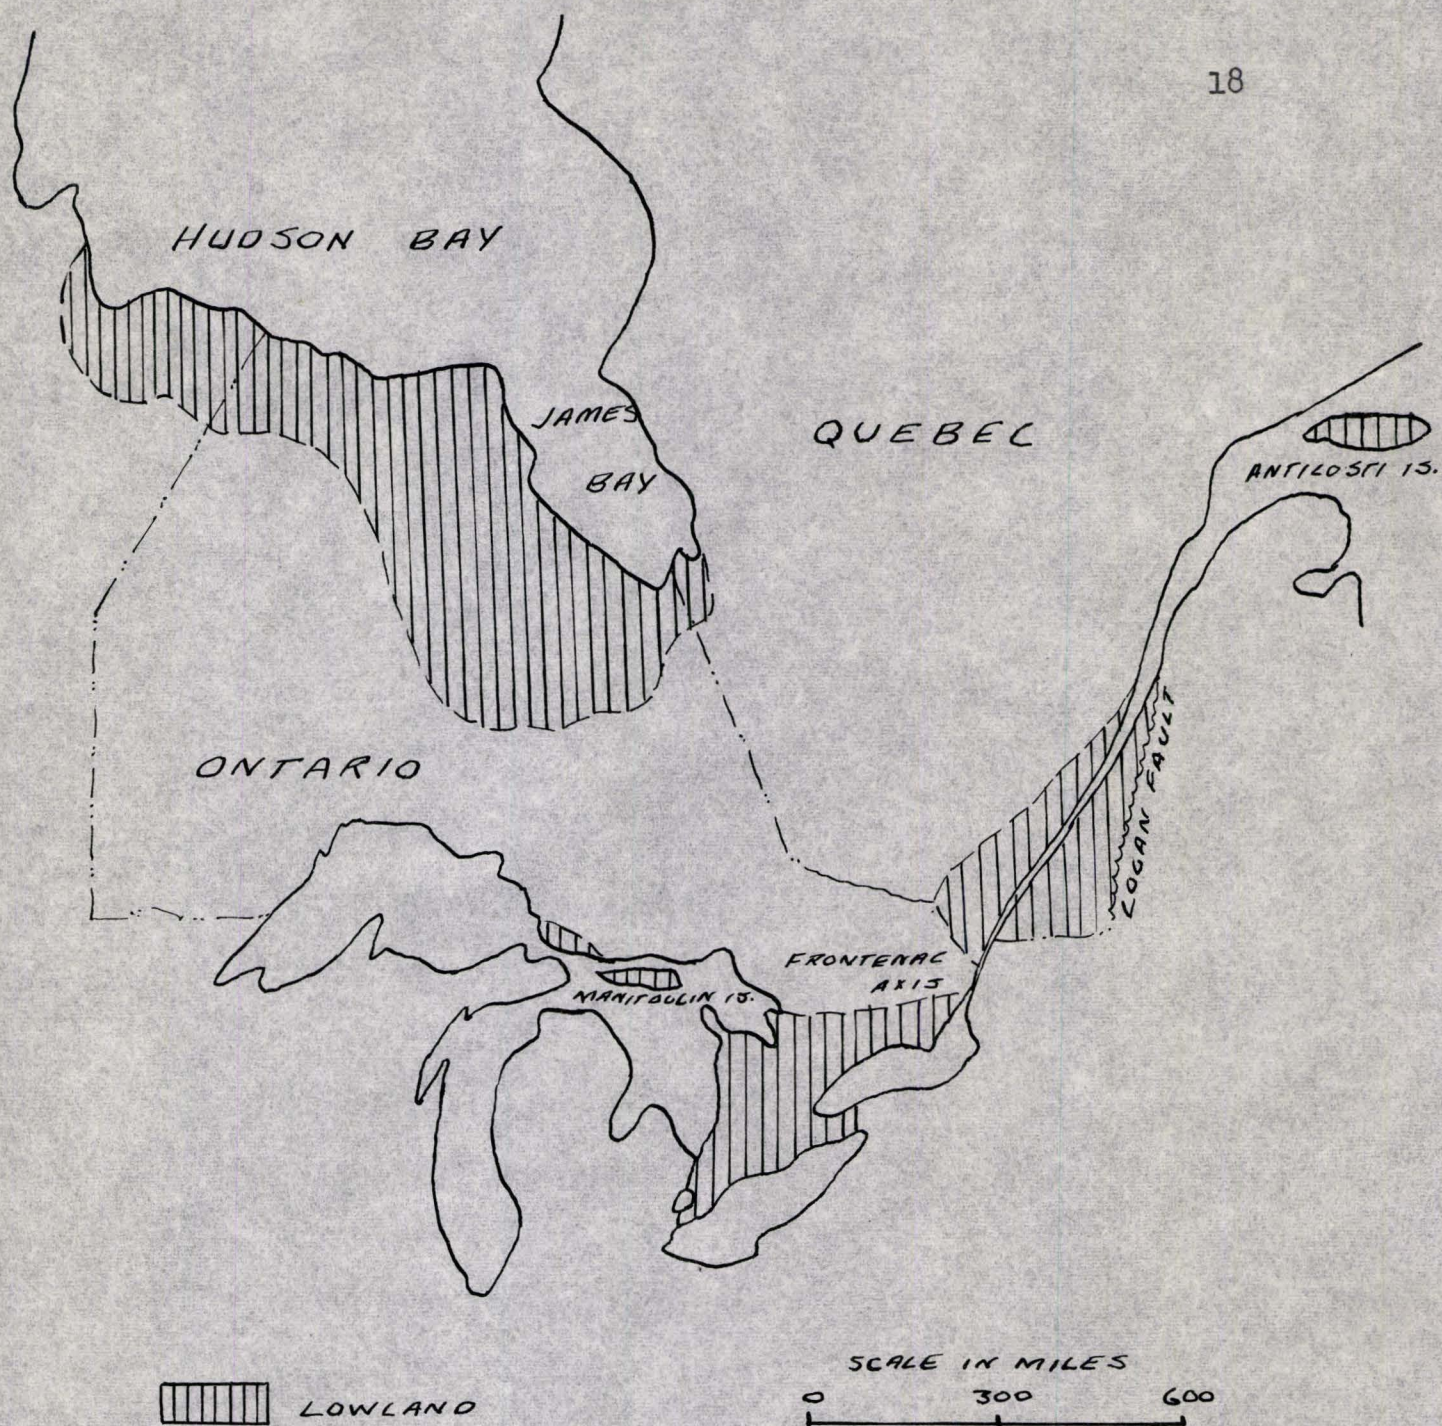 18
HUDSON BAY
JAMES
BAY
QUEBEC
ANTICOSTI IS.
ONTARIO
LOGAN FAULT
FRONTENAC
AXIS
MANITOULIN IS.
SCALE IN MILES
0 300 600
LOWLAND